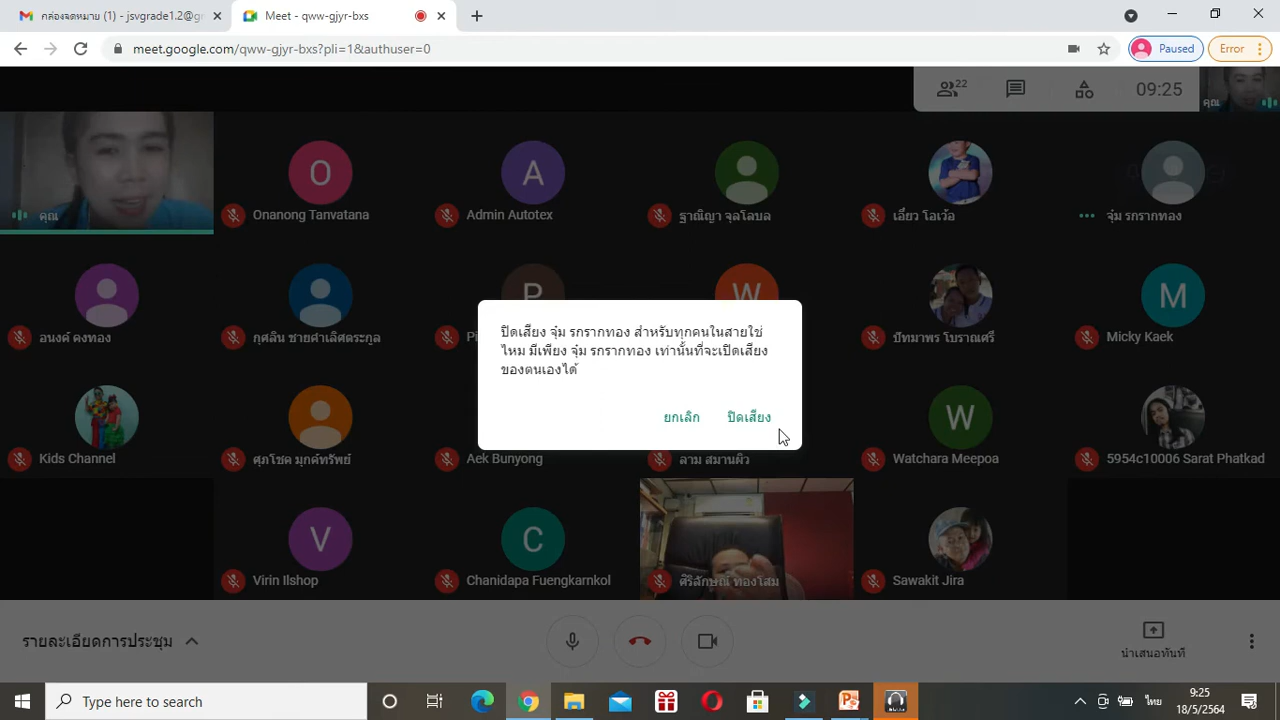 กล่องจดหมาย (1) - jsvgrade1.2@gr
Meet - qww-gjyr-bxs
meet.google.com/qww-gjyr-bxs?pli=1&authuser=0
Paused
Error
22
09:25
คุณ
คุณ
Onanong Tanvatana
Admin Autotex
ฐาณิญา จุลโลบล
เอี่ยว โอเว้อ
จุ๋ม รกรากทอง
O
A
P
W
M
อนงค์ คงทอง
กุศลิน ชายคำเลิศตระกูล
ปัทมาพร โบราณศรี
Micky Kaek
ปิดเสียง จุ๋ม รกรากทอง สำหรับทุกคนในสายใช่
ไหม มีเพียง จุ๋ม รกรากทอง เท่านั้นที่จะเปิดเสียง
ของตนเองได้
ยกเลิก
ปิดเสียง
W
Kids Channel
ศุภโชค มุกค์ทรัพย์
Aek Bunyong
ลาม สมานผิว
Watchara Meepoa
5954c10006 Sarat Phatkad
V
C
Virin Ilshop
Chanidapa Fuengkarnkol
ศิริลักษณ์ ทองโสม
Sawakit Jira
รายละเอียดการประชุม
นำเสนอทันที
Type here to search
ไทย
9:25
18/5/2564